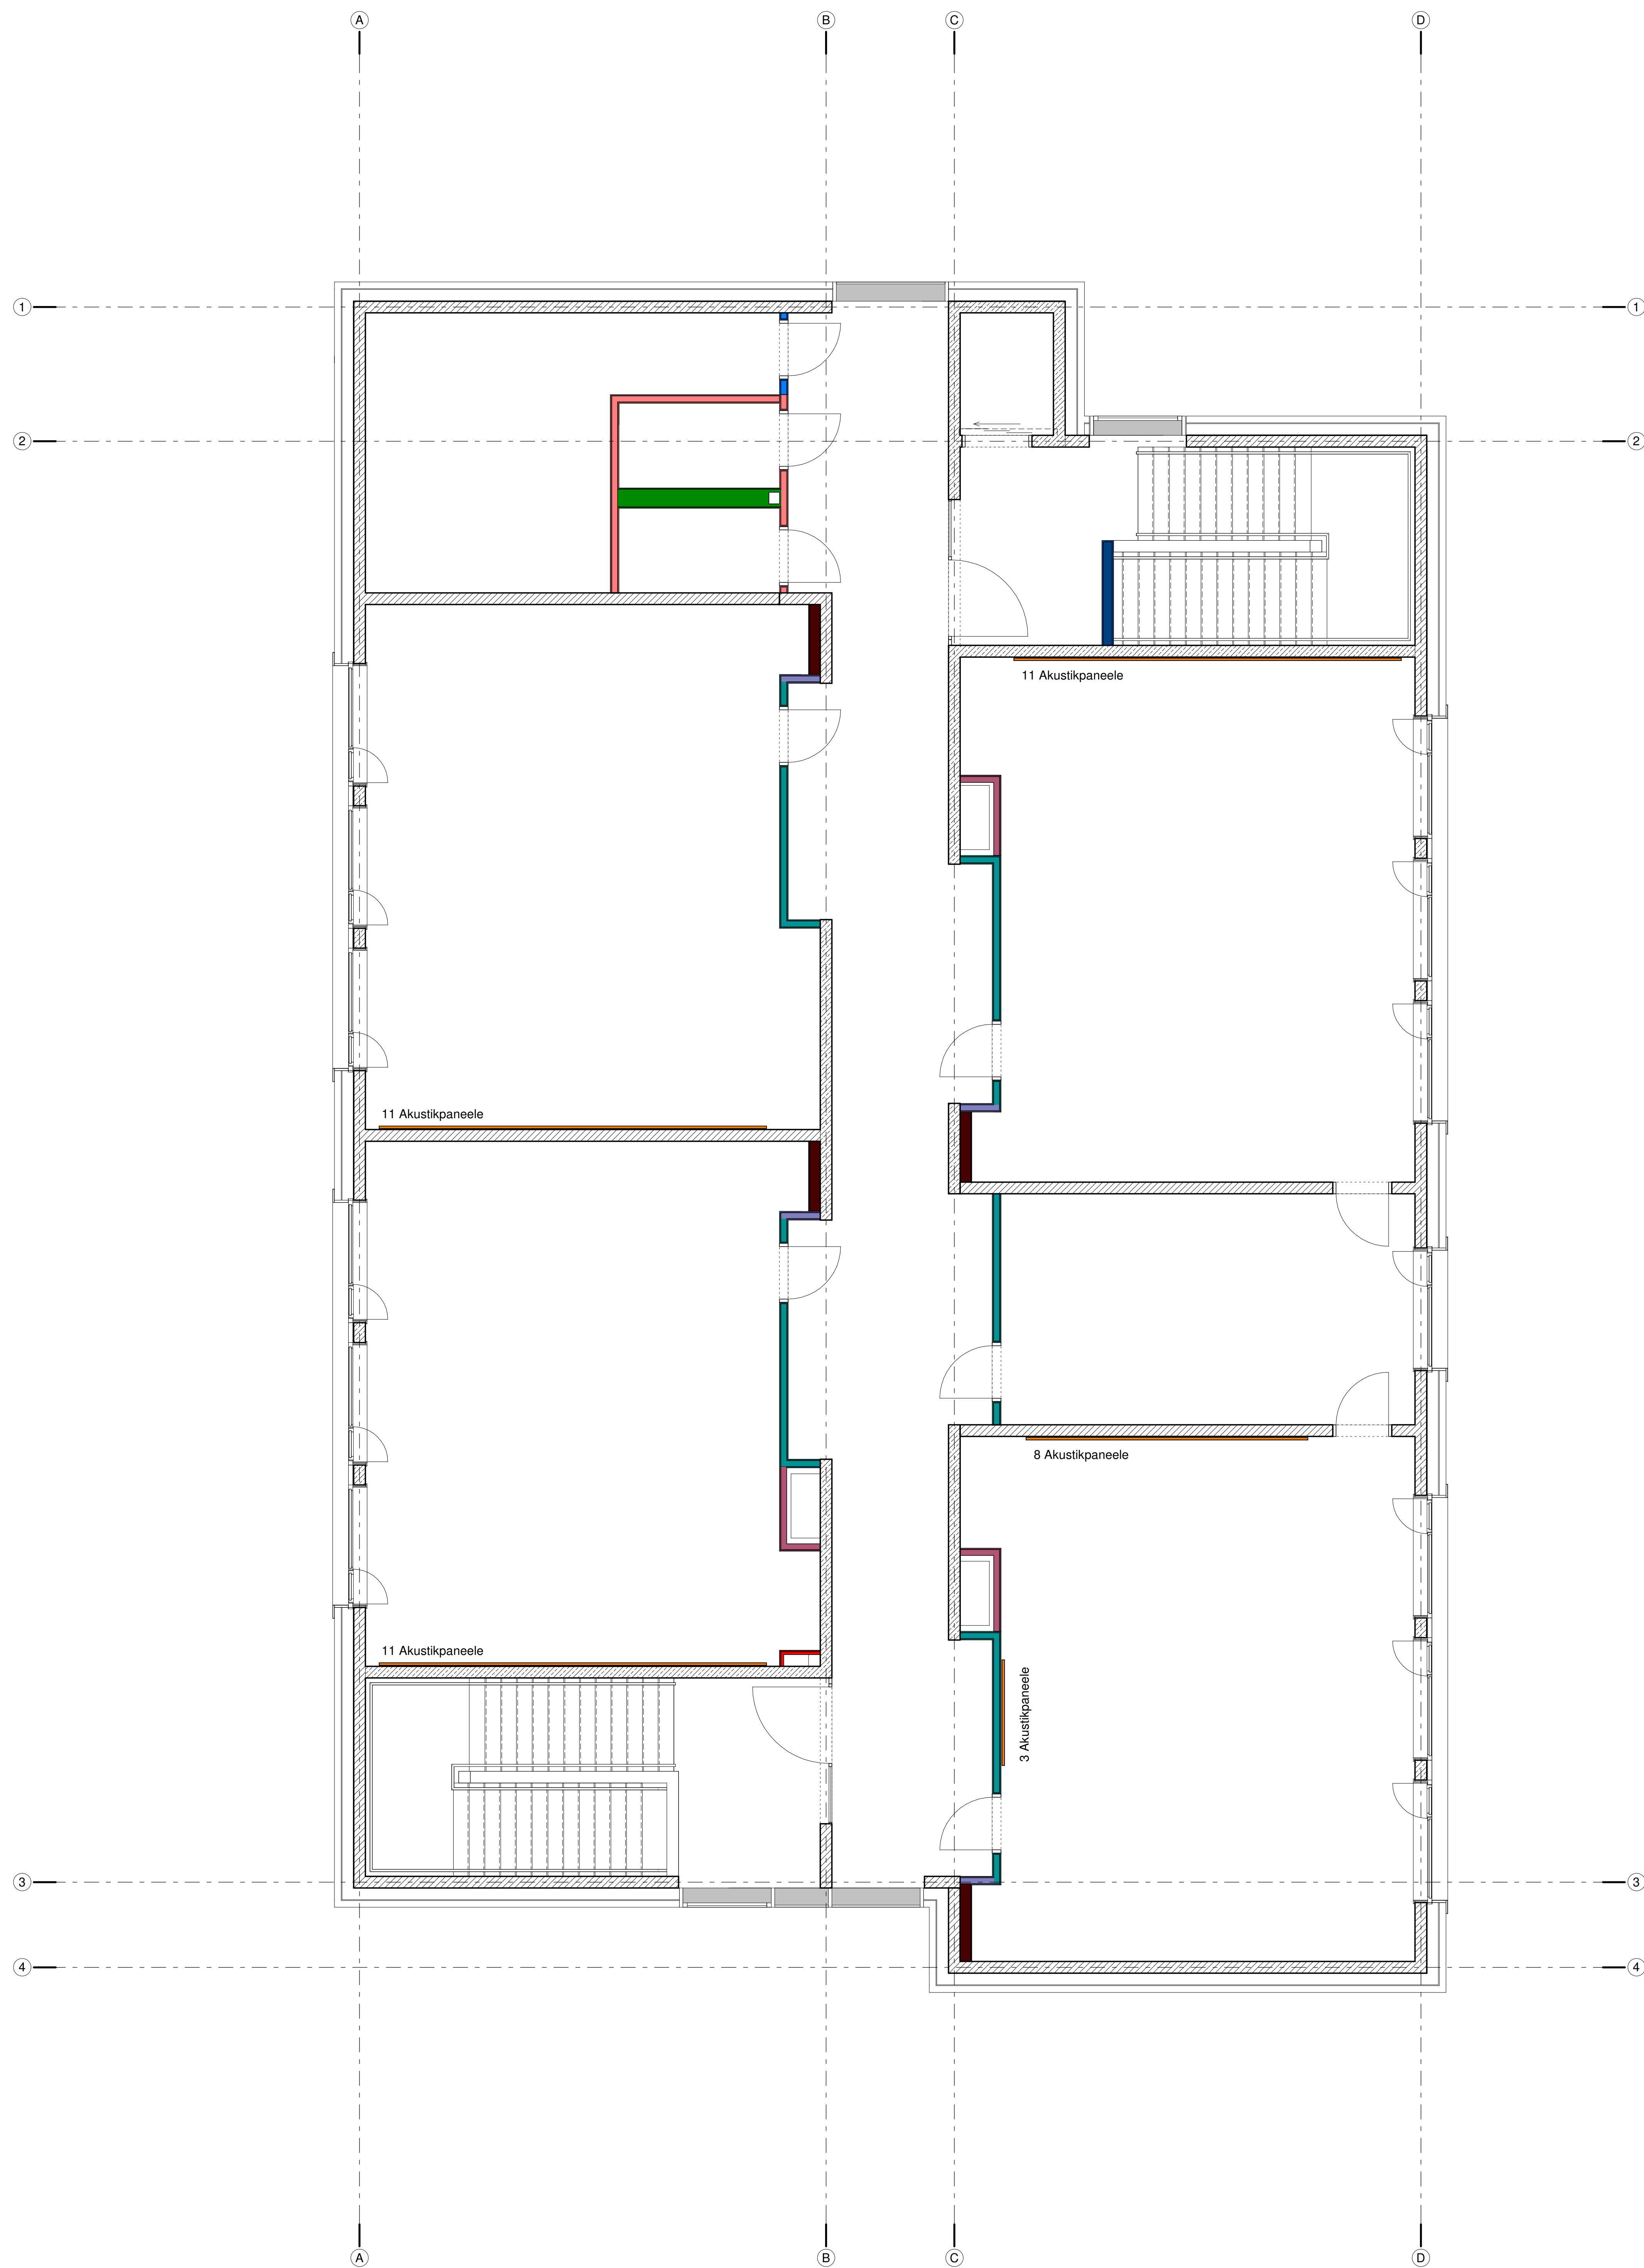 A B C D
1 1
2 2
11 Akustikpaneele
11 Akustikpaneele
8 Akustikpaneele
11 Akustikpaneele
3 Akustikpaneele
3 3
4 4
A B C D